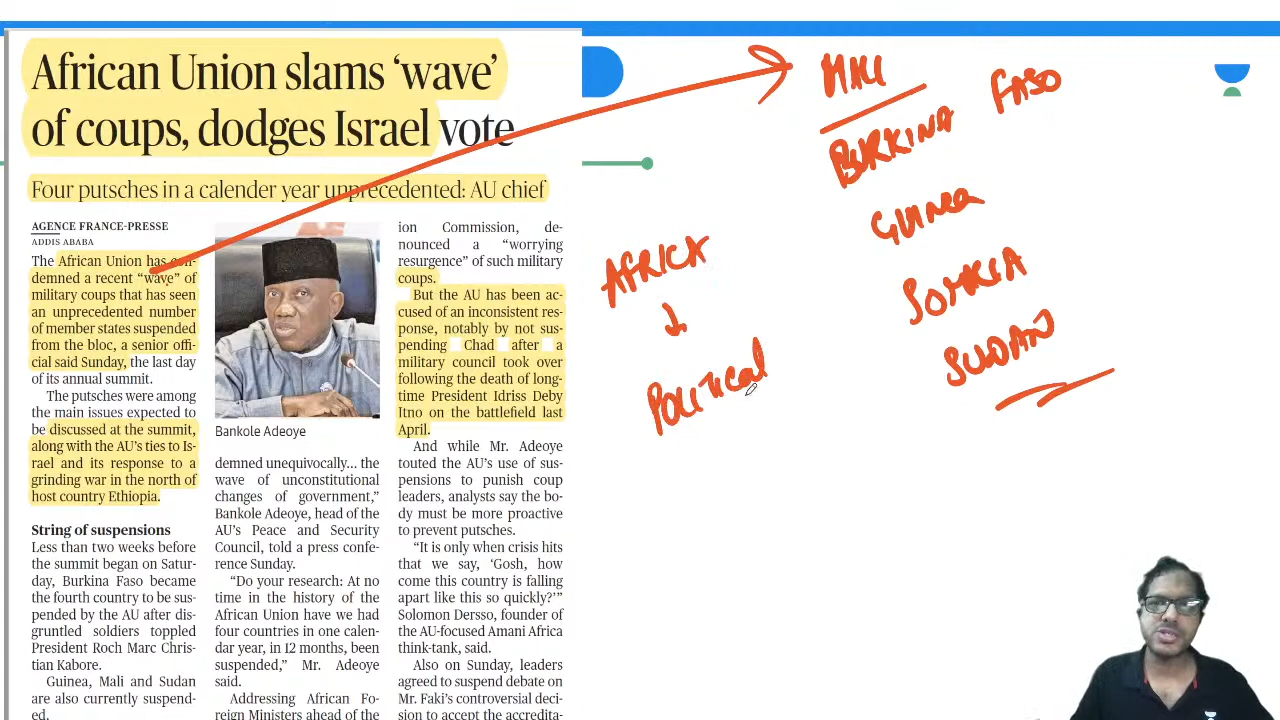 African Union slams ‘wave’
of coups, dodges Israel vote
Four putsches in a calender year unprecedented: AU chief
AGENCE FRANCE-PRESSE
ADDIS ABABA
The African Union has con-
demned a recent “wave” of
military coups that has seen
an unprecedented number
of member states suspended
from the bloc, a senior offi-
cial said Sunday, the last day
of its annual summit.
The putsches were among
the main issues expected to
be discussed at the summit,
along with the AU’s ties to Is-
rael and its response to a
grinding war in the north of
host country Ethiopia.
String of suspensions
Less than two weeks before
the summit began on Satur-
day, Burkina Faso became
the fourth country to be sus-
pended by the AU after dis-
gruntled soldiers toppled
President Roch Marc Chris-
tian Kabore.
Guinea, Mali and Sudan
are also currently suspend-
ed.
Bankole Adeoye
demned unequivocally... the
wave of unconstitutional
changes of government,”
Bankole Adeoye, head of the
AU’s Peace and Security
Council, told a press confe-
rence Sunday.
“Do your research: At no
time in the history of the
African Union have we had
four countries in one calen-
dar year, in 12 months, been
suspended,” Mr. Adeoye
said.
Addressing African Fo-
reign Ministers ahead of the
ion Commission, de-
nounced a “worrying
resurgence” of such military
coups.
But the AU has been ac-
cused of an inconsistent res-
ponse, notably by not sus-
pending Chad after a
military council took over
following the death of long-
time President Idriss Deby
Itno on the battlefield last
April.
And while Mr. Adeoye
touted the AU’s use of sus-
pensions to punish coup
leaders, analysts say the bo-
dy must be more proactive
to prevent putsches.
“It is only when crisis hits
that we say, ‘Gosh, how
come this country is falling
apart like this so quickly?’”
Solomon Dersso, founder of
the AU-focused Amani Africa
think-tank, said.
Also on Sunday, leaders
agreed to suspend debate on
Mr. Faki’s controversial deci-
sion to accept the accredita-
MALI
BURKINA FASO
GUINEA
SOMALIA
SUDAN
AFRICA
POLITICal